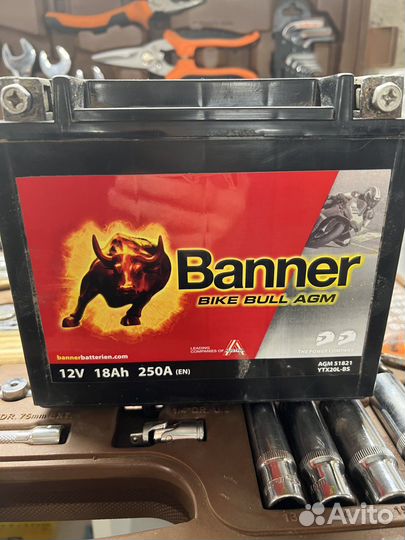 Banner
BIKE BULL AGM
bannerbatterien.com
LEADING
COMPANIES OF
THE POWER COMPANY
12V 18Ah 250A (EN)
AGM 51821
YTX20L-BS
Avito